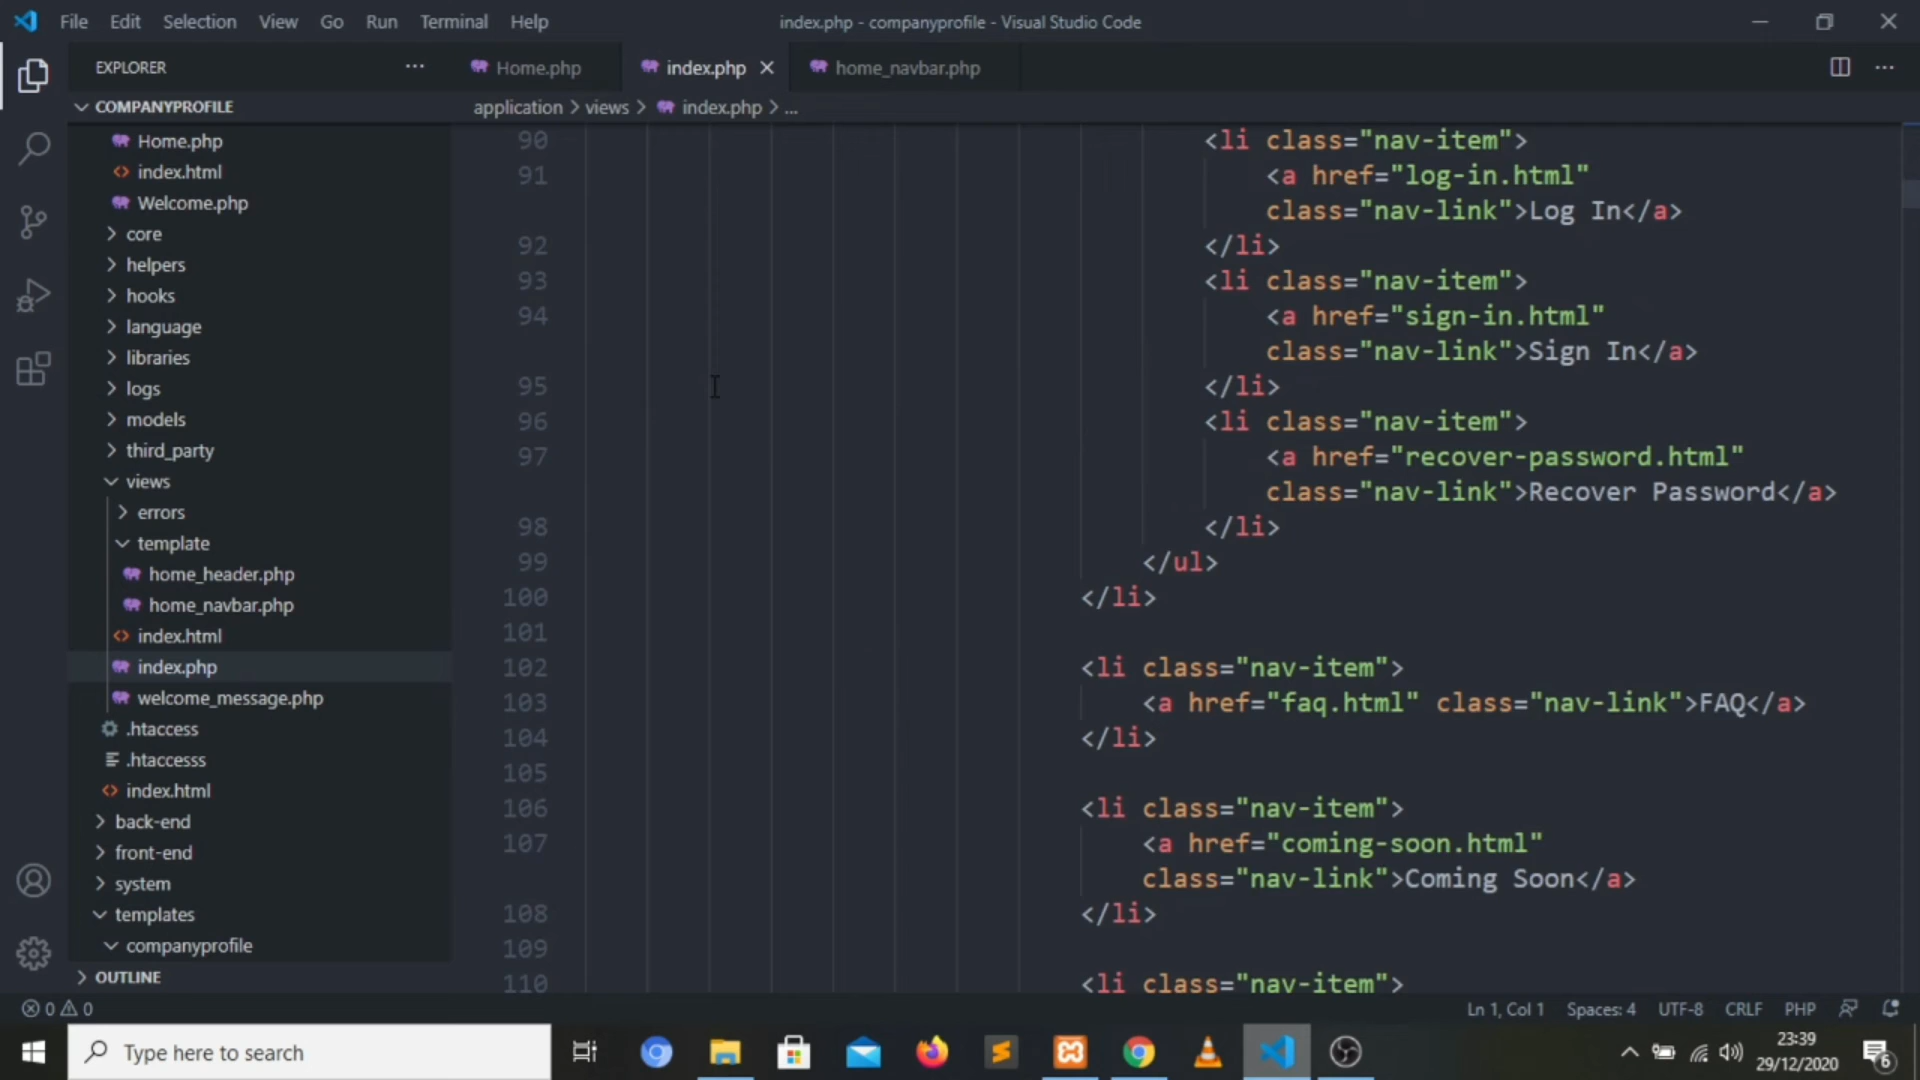 File Edit Selection View Go Run Terminal Help
index.php - companyprofile - Visual Studio Code
EXPLORER
Home.php
index.php
home_navbar.php
COMPANYPROFILE
application > views > index.php > ...
Home.php
index.html
Welcome.php
core
helpers
hooks
language
libraries
logs
models
third_party
views
errors
template
home_header.php
home_navbar.php
index.html
index.php
welcome_message.php
.htaccess
.htaccesss
index.html
back-end
front-end
system
templates
companyprofile
OUTLINE
90 <li class="nav-item">
91 <a href="log-in.html"
class="nav-link">Log In</a>
92 </li>
93 <li class="nav-item">
94 <a href="sign-in.html"
class="nav-link">Sign In</a>
95 </li>
96 <li class="nav-item">
97 <a href="recover-password.html"
class="nav-link">Recover Password</a>
98 </li>
99 </ul>
100 </li>
101
102 <li class="nav-item">
103 <a href="faq.html" class="nav-link">FAQ</a>
104 </li>
105
106 <li class="nav-item">
107 <a href="coming-soon.html"
class="nav-link">Coming Soon</a>
108 </li>
109
110 <li class="nav-item">
0 0
Ln 1, Col 1 Spaces: 4 UTF-8 CRLF PHP
Type here to search
23:39
29/12/2020
6